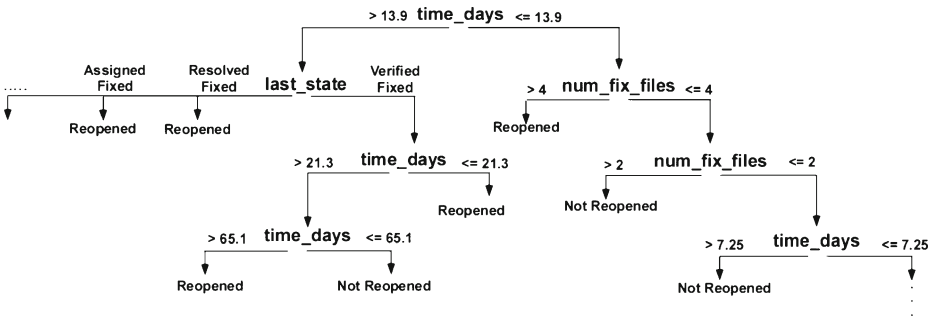 > 13.9 time_days <= 13.9
Assigned Fixed
Resolved Fixed
last_state
Verified Fixed
> 4 num_fix_files <= 4
.....
Reopened
Reopened
Reopened
> 21.3 time_days <= 21.3
> 2 num_fix_files <= 2
Reopened
Not Reopened
> 65.1 time_days <= 65.1
> 7.25 time_days <= 7.25
Reopened
Not Reopened
Not Reopened
.
.
.